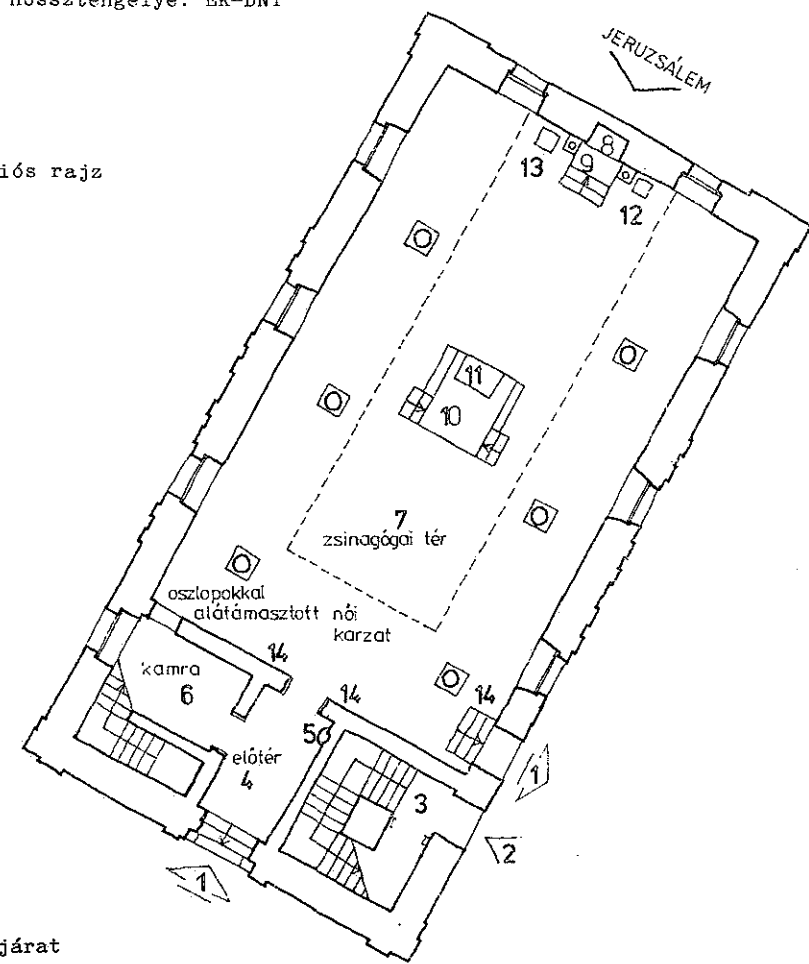 hossztengelye: ÉK-DNY
JERUZSÁLEM
iós rajz
8
9
13
12
11
10
7
zsinagógai tér
oszlopokkal
alátámasztott női
karzat
14
kamra
6
14
14
5
előtér
4
3
1
2
1
járat